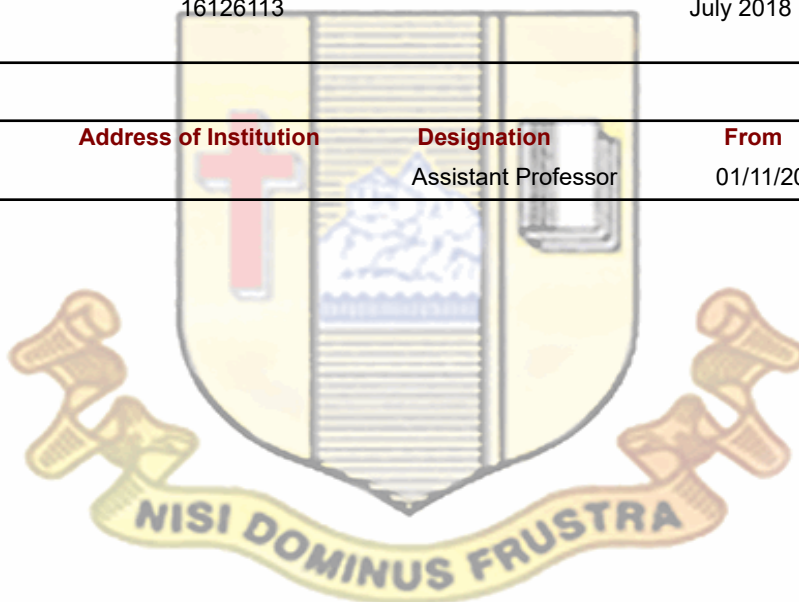 16126113 July 2018
Address of Institution Designation From
Assistant Professor
NISI DOMINUS FRUSTRA